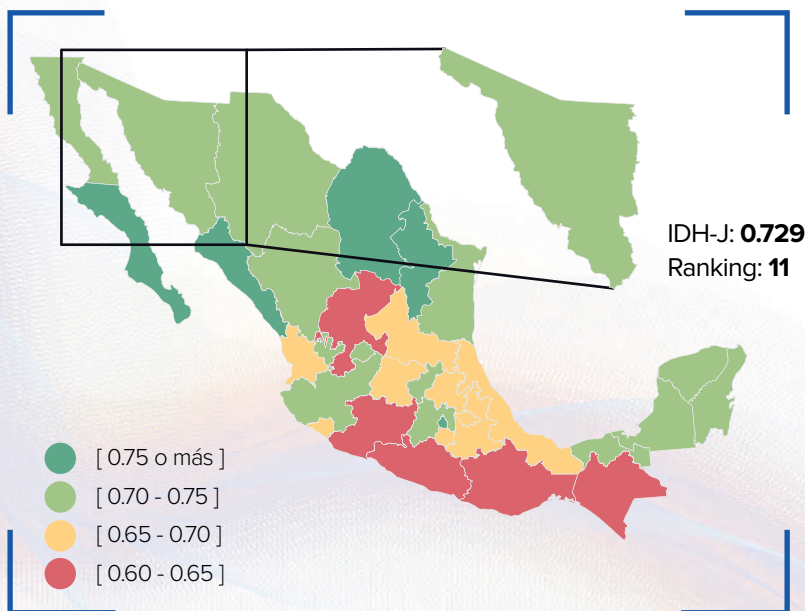 IDH-J: 0.729
Ranking: 11
[ 0.75 o más ]
[ 0.70 - 0.75 ]
[ 0.65 - 0.70 ]
[ 0.60 - 0.65 ]